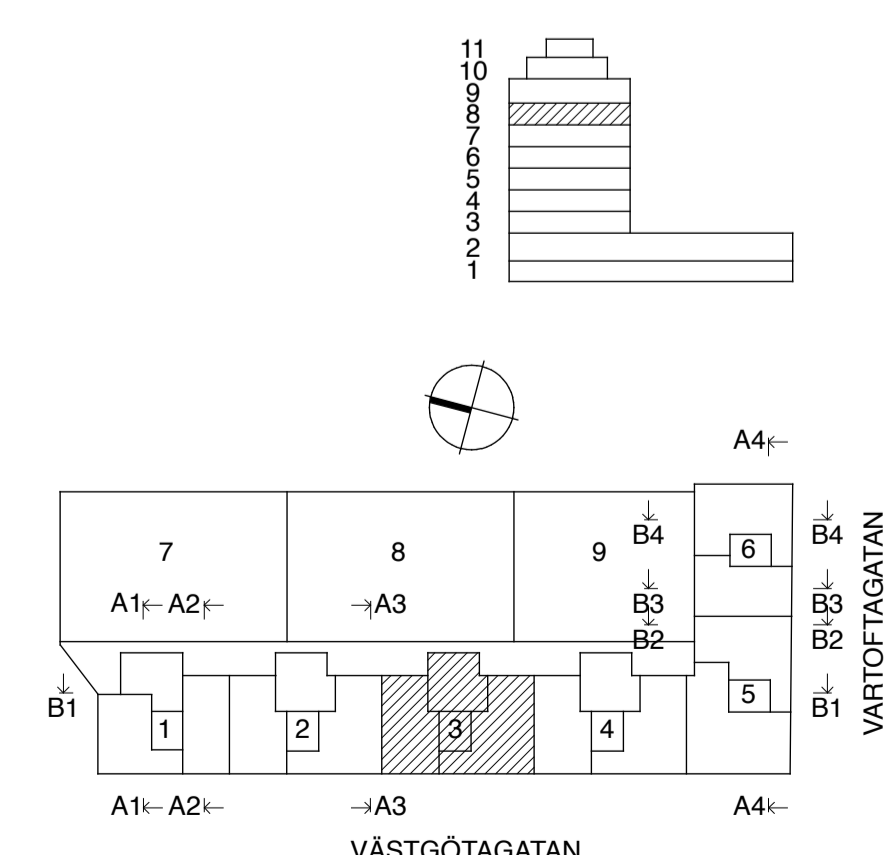 11
10
9
8
7
6
5
4
3
2
1
A4
7 8 9 B4 6 B4
A1 A2 A3 B3 B3
B2 B2
B1 1 2 3 4 5 B1
A1 A2 A3 A4
VARTOFTAGATAN
VÄSTGÖTAGATAN